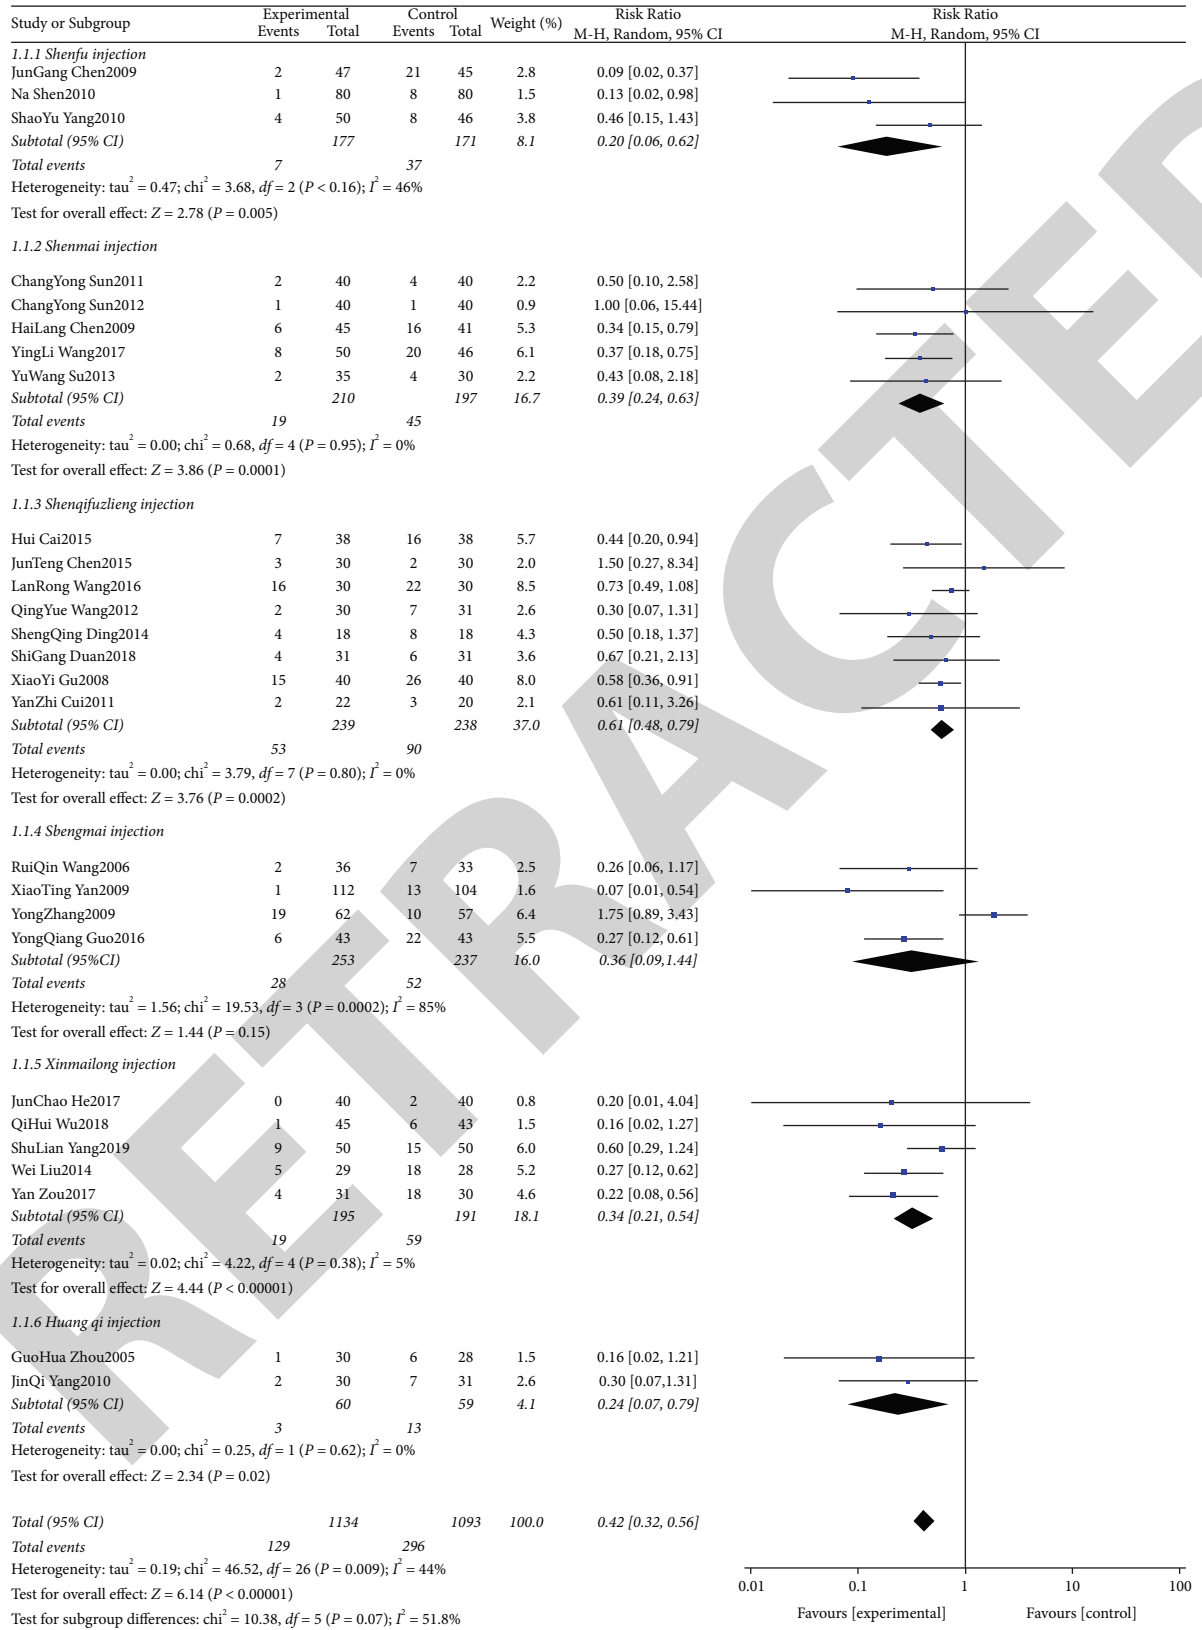 Study or Subgroup Experimental Control Weight (%) Risk Ratio Risk Ratio
Events Total Events Total M-H, Random, 95% CI M-H, Random, 95% CI
1.1.1 Shenfu injection
JunGang Chen2009 2 47 21 45 2.8 0.09 [0.02, 0.37]
Na Shen2010 1 80 8 80 1.5 0.13 [0.02, 0.98]
ShaoYu Yang2010 4 50 8 46 3.8 0.46 [0.15, 1.43]
Subtotal (95% CI) 177 171 8.1 0.20 [0.06, 0.62]
Total events 7 37
Heterogeneity: tau² = 0.47; chi² = 3.68, df = 2 (P < 0.16); I² = 46%
Test for overall effect: Z = 2.78 (P = 0.005)
1.1.2 Shenmai injection
ChangYong Sun2011 2 40 4 40 2.2 0.50 [0.10, 2.58]
ChangYong Sun2012 1 40 1 40 0.9 1.00 [0.06, 15.44]
HaiLang Chen2009 6 45 16 41 5.3 0.34 [0.15, 0.79]
YingLi Wang2017 8 50 20 46 6.1 0.37 [0.18, 0.75]
YuWang Su2013 2 35 4 30 2.2 0.43 [0.08, 2.18]
Subtotal (95% CI) 210 197 16.7 0.39 [0.24, 0.63]
Total events 19 45
Heterogeneity: tau² = 0.00; chi² = 0.68, df = 4 (P = 0.95); I² = 0%
Test for overall effect: Z = 3.86 (P = 0.0001)
1.1.3 Shenqifuzlieng injection
Hui Cai2015 7 38 16 38 5.7 0.44 [0.20, 0.94]
JunTeng Chen2015 3 30 2 30 2.0 1.50 [0.27, 8.34]
LanRong Wang2016 16 30 22 30 8.5 0.73 [0.49, 1.08]
QingYue Wang2012 2 30 7 31 2.6 0.30 [0.07, 1.31]
ShengQing Ding2014 4 18 8 18 4.3 0.50 [0.18, 1.37]
ShiGang Duan2018 4 31 6 31 3.6 0.67 [0.21, 2.13]
XiaoYi Gu2008 15 40 26 40 8.0 0.58 [0.36, 0.91]
YanZhi Cui2011 2 22 3 20 2.1 0.61 [0.11, 3.26]
Subtotal (95% CI) 239 238 37.0 0.61 [0.48, 0.79]
Total events 53 90
Heterogeneity: tau² = 0.00; chi² = 3.79, df = 7 (P = 0.80); I² = 0%
Test for overall effect: Z = 3.76 (P = 0.0002)
1.1.4 Sbengmai injection
RuiQin Wang2006 2 36 7 33 2.5 0.26 [0.06, 1.17]
XiaoTing Yan2009 1 112 13 104 1.6 0.07 [0.01, 0.54]
YongZhang2009 19 62 10 57 6.4 1.75 [0.89, 3.43]
YongQiang Guo2016 6 43 22 43 5.5 0.27 [0.12, 0.61]
Subtotal (95%CI) 253 237 16.0 0.36 [0.09,1.44]
Total events 28 52
Heterogeneity: tau² = 1.56; chi² = 19.53, df = 3 (P = 0.0002); I² = 85%
Test for overall effect: Z = 1.44 (P = 0.15)
1.1.5 Xinmailong injection
JunChao He2017 0 40 2 40 0.8 0.20 [0.01, 4.04]
QiHui Wu2018 1 45 6 43 1.5 0.16 [0.02, 1.27]
ShuLian Yang2019 9 50 15 50 6.0 0.60 [0.29, 1.24]
Wei Liu2014 5 29 18 28 5.2 0.27 [0.12, 0.62]
Yan Zou2017 4 31 18 30 4.6 0.22 [0.08, 0.56]
Subtotal (95% CI) 195 191 18.1 0.34 [0.21, 0.54]
Total events 19 59
Heterogeneity: tau² = 0.02; chi² = 4.22, df = 4 (P = 0.38); I² = 5%
Test for overall effect: Z = 4.44 (P < 0.00001)
1.1.6 Huang qi injection
GuoHua Zhou2005 1 30 6 28 1.5 0.16 [0.02, 1.21]
JinQi Yang2010 2 30 7 31 2.6 0.30 [0.07,1.31]
Subtotal (95% CI) 60 59 4.1 0.24 [0.07, 0.79]
Total events 3 13
Heterogeneity: tau² = 0.00; chi² = 0.25, df = 1 (P = 0.62); I² = 0%
Test for overall effect: Z = 2.34 (P = 0.02)
Total (95% CI) 1134 1093 100.0 0.42 [0.32, 0.56]
Total events 129 296
Heterogeneity: tau² = 0.19; chi² = 46.52, df = 26 (P = 0.009); I² = 44%
Test for overall effect: Z = 6.14 (P < 0.00001)
Test for subgroup differences: chi² = 10.38, df = 5 (P = 0.07); I² = 51.8%
0.01 0.1 1 10 100
Favours [experimental] Favours [control]
RETRACTED